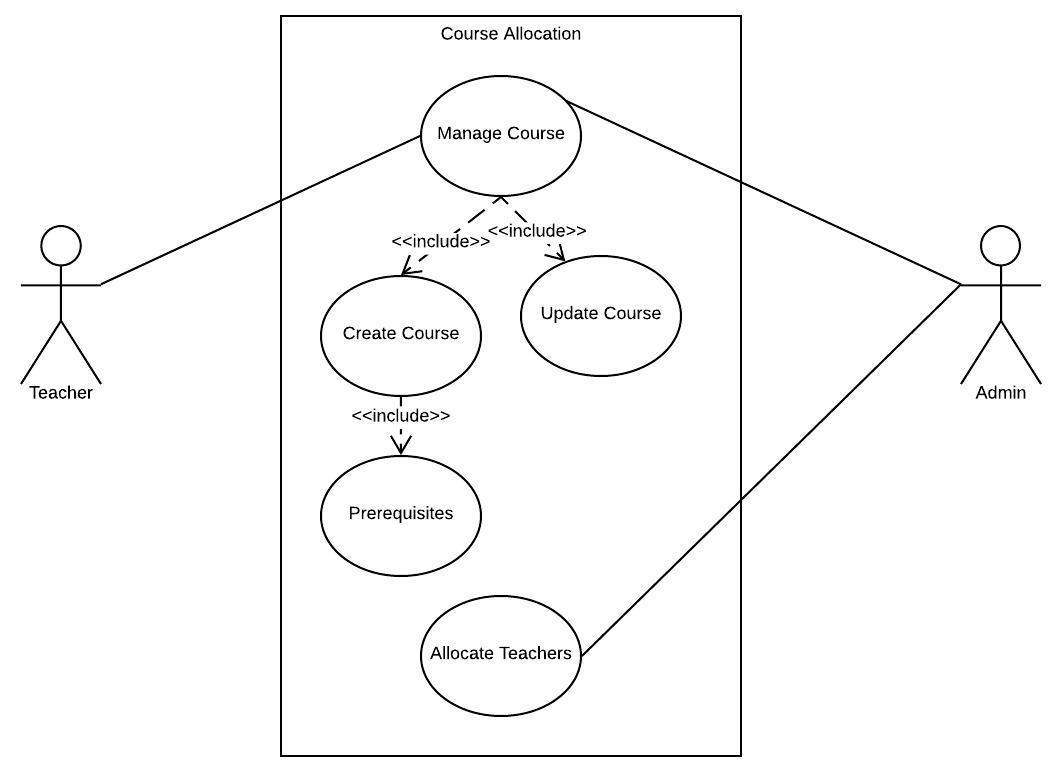 Course Allocation
Manage Course
<<include>>
<<include>>
Create Course
Update Course
<<include>>
Teacher
Admin
Prerequisites
Allocate Teachers